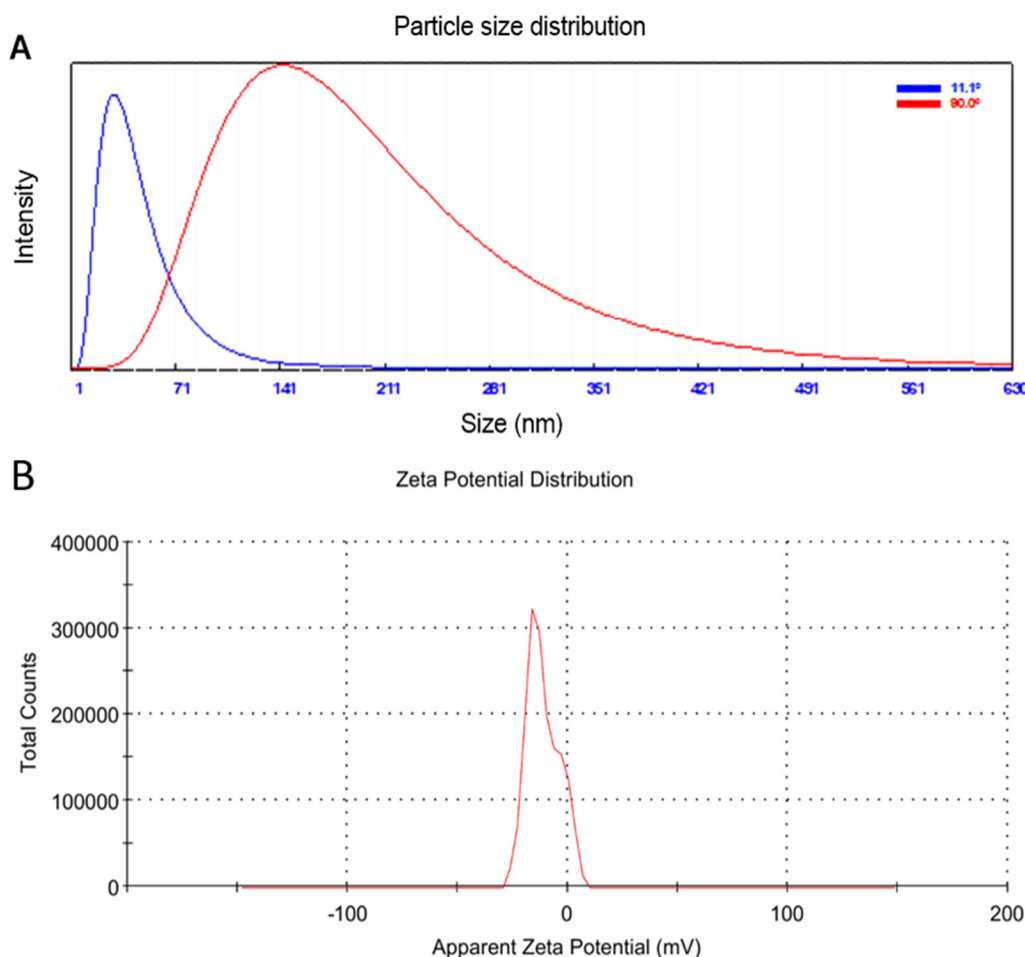 A
Particle size distribution
11.1º
90.0º
Intensity
1 71 141 211 281 351 421 491 561 630
Size (nm)
B
Zeta Potential Distribution
400000
300000
200000
100000
0
Total Counts
-100 0 100 200
Apparent Zeta Potential (mV)